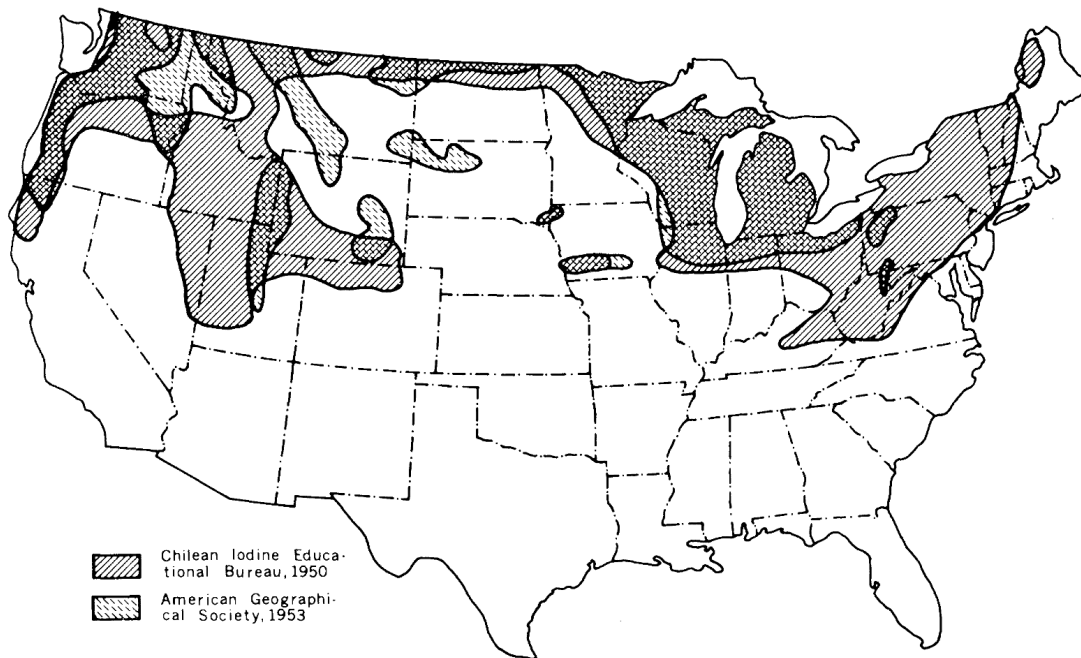 Chilean Iodine Educa-
tional Bureau, 1950
American Geographi-
cal Society, 1953